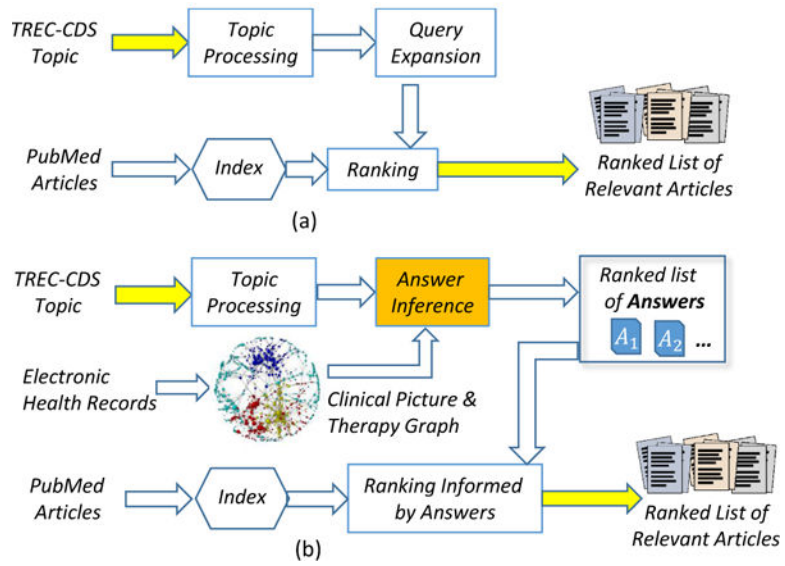 TREC-CDS
Topic
Topic
Processing
Query
Expansion
PubMed
Articles
Index
Ranking
Ranked List of
Relevant Articles
(a)
TREC-CDS
Topic
Topic
Processing
Answer
Inference
Ranked list
of Answers
A1 A2 ...
Electronic
Health Records
Clinical Picture &
Therapy Graph
PubMed
Articles
Index
Ranking Informed
by Answers
Ranked List of
Relevant Articles
(b)